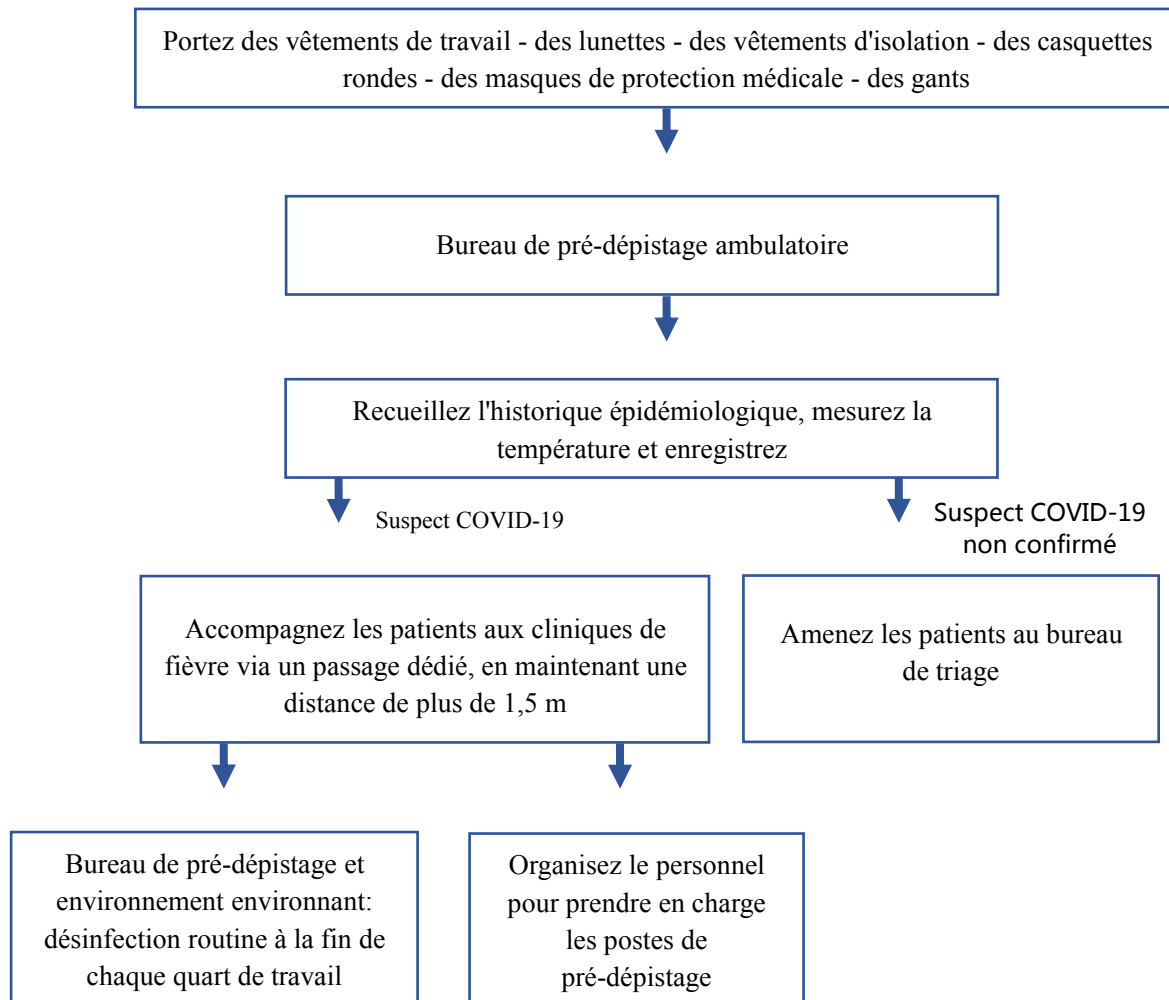 Portez des vêtements de travail - des lunettes - des vêtements d'isolation - des casquettes
rondes - des masques de protection médicale - des gants
Bureau de pré-dépistage ambulatoire
Recueillez l'historique épidémiologique, mesurez la
température et enregistrez
Suspect COVID-19
Suspect COVID-19
non confirmé
Accompagnez les patients aux cliniques de
fièvre via un passage dédié, en maintenant une
distance de plus de 1,5 m
Amenez les patients au bureau
de triage
Bureau de pré-dépistage et
environnement environnant:
désinfection routine à la fin de
chaque quart de travail
Organisez le personnel
pour prendre en charge
les postes de
pré-dépistage